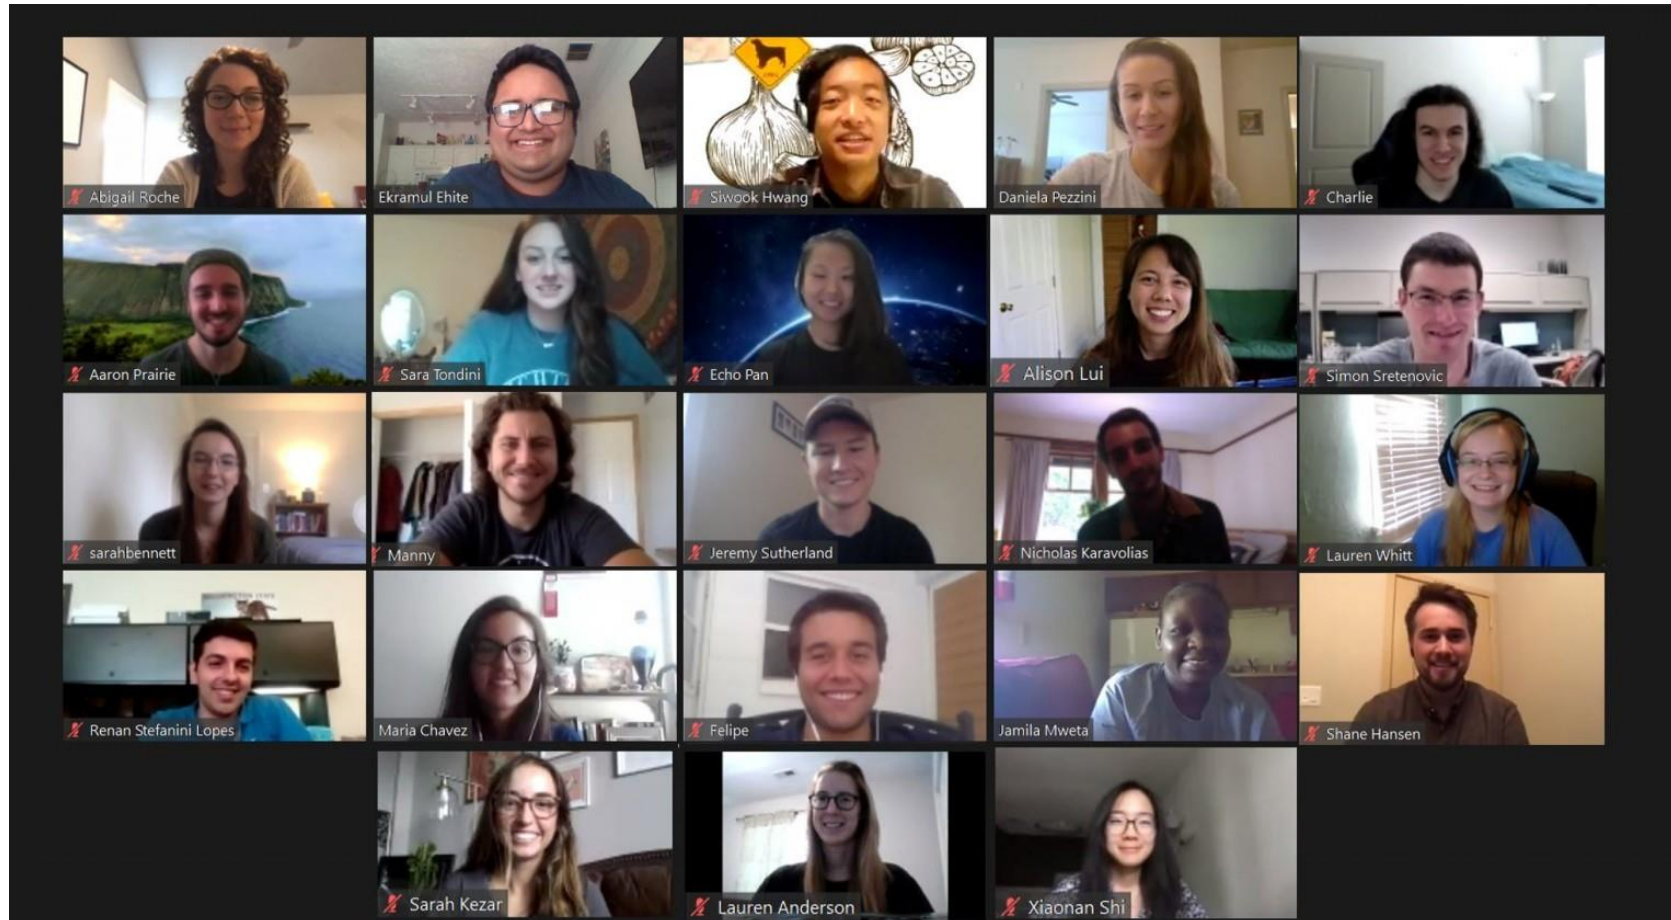 Abigail Roche
Ekramul Ehite
Siwook Hwang
Daniela Pezzini
Charlie
Aaron Prairie
Sara Tondini
Echo Pan
Alison Lui
Simon Sretenovic
sarahbennett
Manny
Jeremy Sutherland
Nicholas Karavolias
Lauren Whitt
Renan Stefanini Lopes
Maria Chavez
Felipe
Jamila Mweta
Shane Hansen
Sarah Kezar
Lauren Anderson
Xiaonan Shi